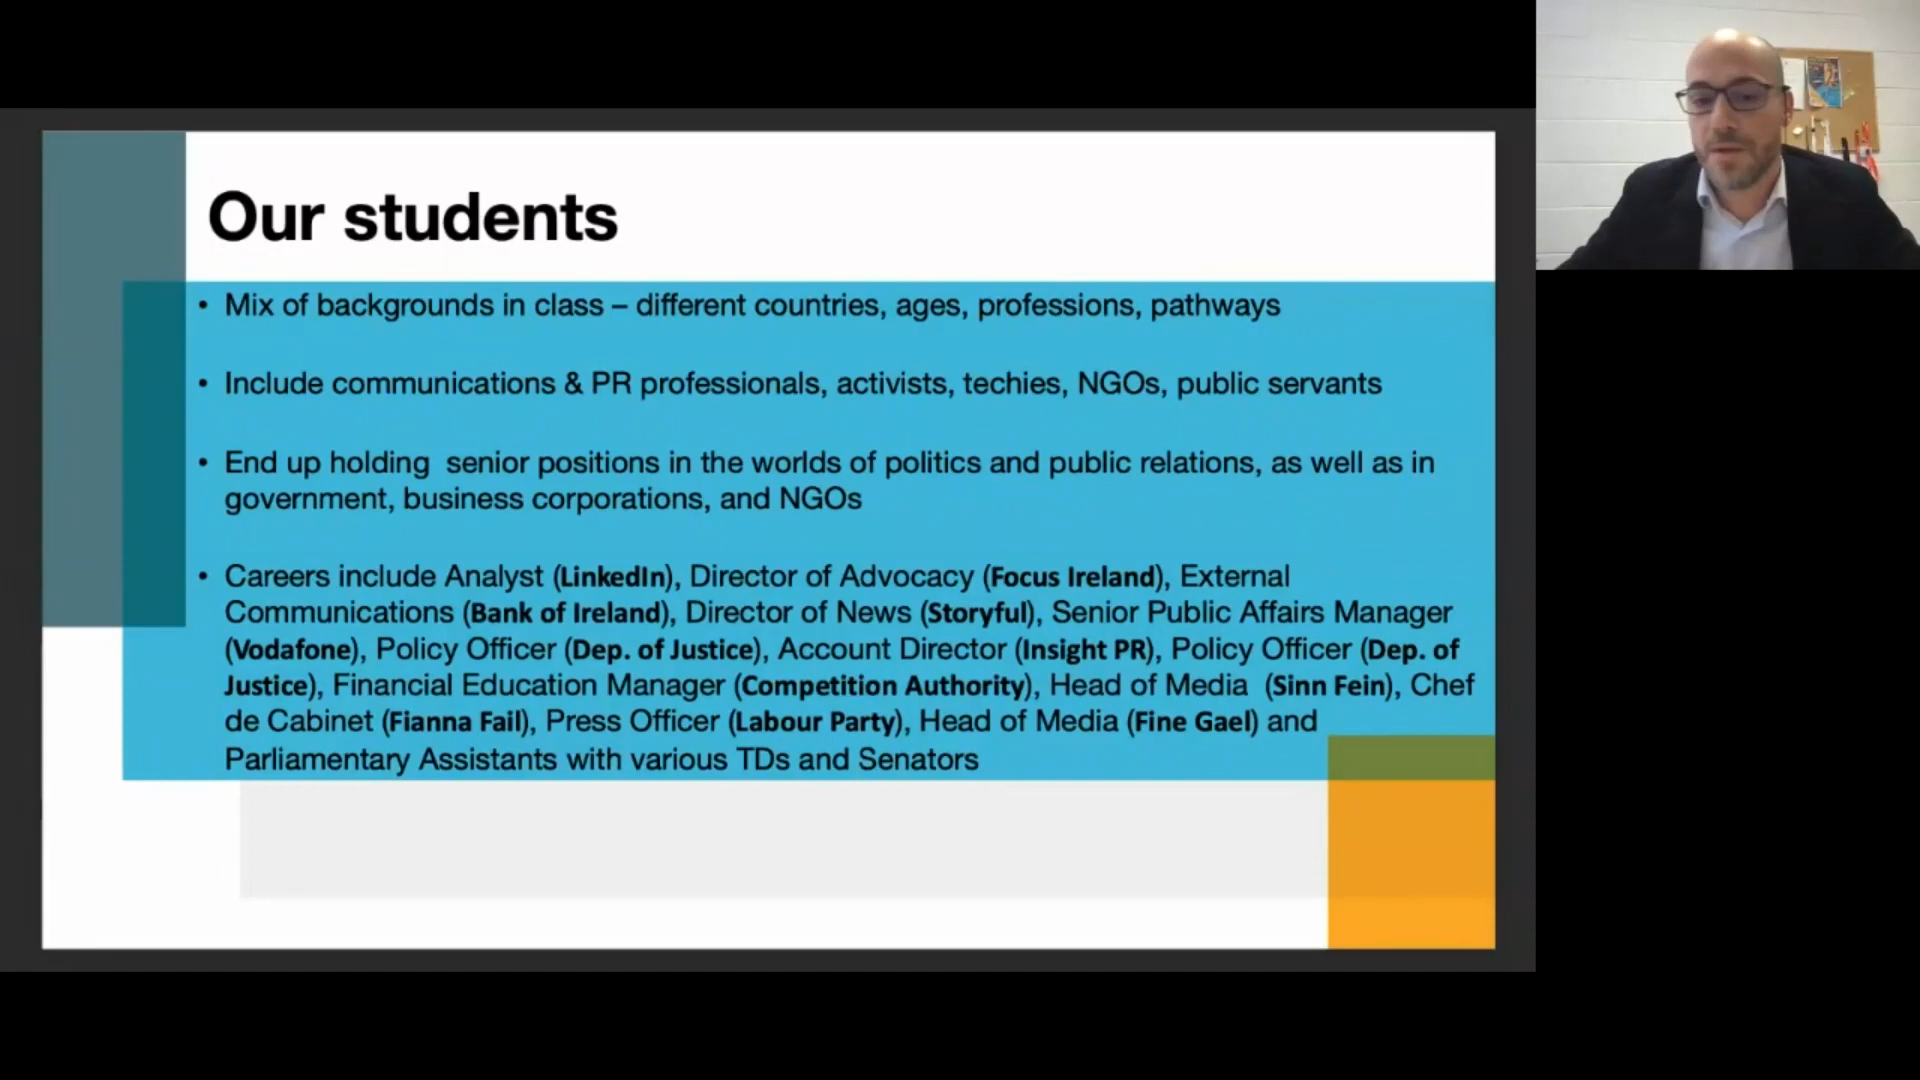 Our students
• Mix of backgrounds in class – different countries, ages, professions, pathways
• Include communications & PR professionals, activists, techies, NGOs, public servants
• End up holding  senior positions in the worlds of politics and public relations, as well as in
government, business corporations, and NGOs
• Careers include Analyst (LinkedIn), Director of Advocacy (Focus Ireland), External
Communications (Bank of Ireland), Director of News (Storyful), Senior Public Affairs Manager
(Vodafone), Policy Officer (Dep. of Justice), Account Director (Insight PR), Policy Officer (Dep. of
Justice), Financial Education Manager (Competition Authority), Head of Media  (Sinn Fein), Chef
de Cabinet (Fianna Fail), Press Officer (Labour Party), Head of Media (Fine Gael) and
Parliamentary Assistants with various TDs and Senators